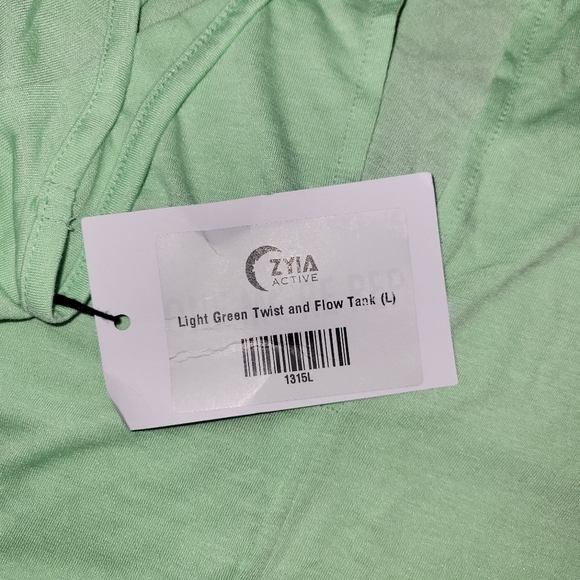 ZYIA
ACTIVE
Light Green Twist and Flow Tank (L)
1315L